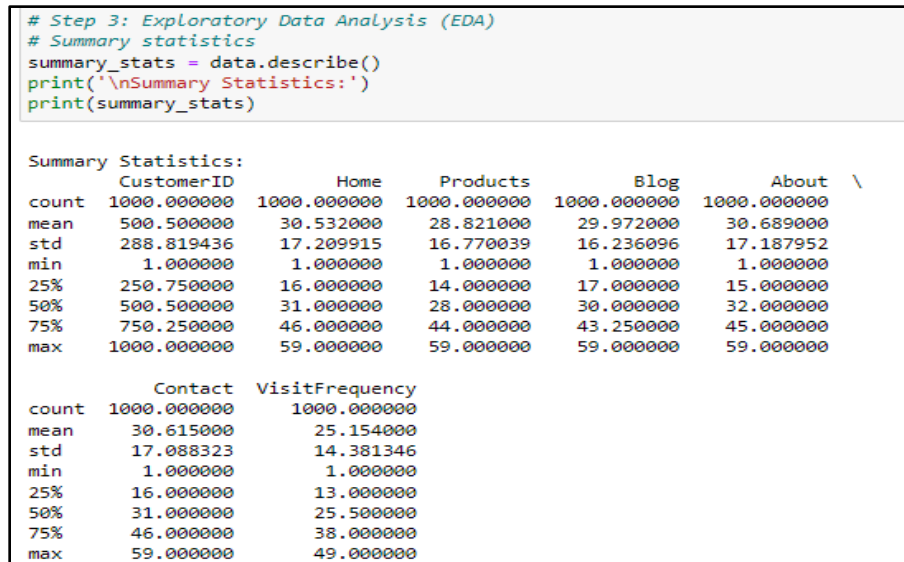 # Step 3: Exploratory Data Analysis (EDA)
# Summary statistics
summary_stats = data.describe()
print('\nSummary Statistics:')
print(summary_stats)
Summary Statistics:
        CustomerID         Home     Products         Blog        About  \
count  1000.000000  1000.000000  1000.000000  1000.000000  1000.000000
mean    500.500000    30.532000    28.821000    29.972000    30.689000
std     288.819436    17.209915    16.770039    16.236096    17.187952
min       1.000000     1.000000     1.000000     1.000000     1.000000
25%     250.750000    16.000000    14.000000    17.000000    15.000000
50%     500.500000    31.000000    28.000000    30.000000    32.000000
75%     750.250000    46.000000    44.000000    43.250000    45.000000
max    1000.000000    59.000000    59.000000    59.000000    59.000000
           Contact  VisitFrequency
count  1000.000000     1000.000000
mean     30.615000       25.154000
std      17.088323       14.381346
min       1.000000        1.000000
25%      16.000000       13.000000
50%      31.000000       25.500000
75%      46.000000       38.000000
max      59.000000       49.000000